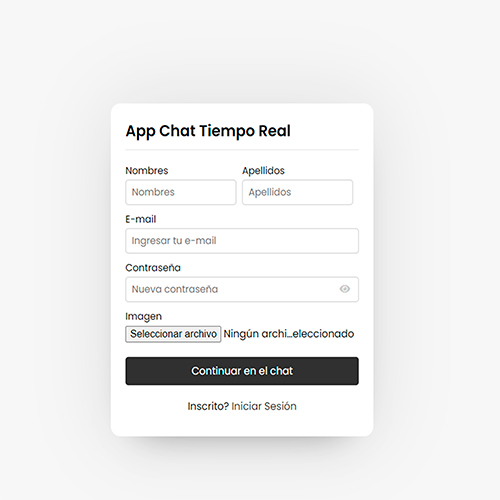 App Chat Tiempo Real
Nombres Apellidos
Nombres Apellidos
E-mail
Ingresar tu e-mail
Contraseña
Nueva contraseña
Imagen
Seleccionar archivo Ningún archi...eleccionado
Continuar en el chat
Inscrito? Iniciar Sesión